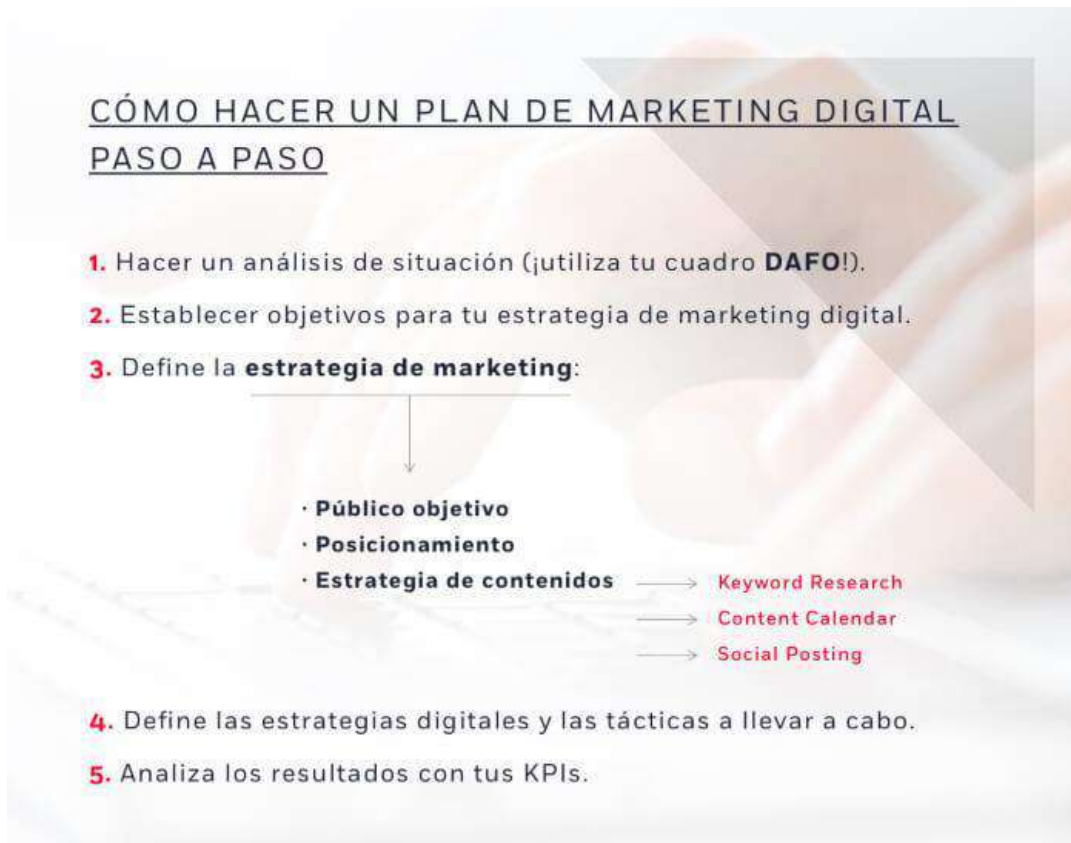 CÓMO HACER UN PLAN DE MARKETING DIGITAL
PASO A PASO
1. Hacer un análisis de situación (¡utiliza tu cuadro DAFO!).
2. Establecer objetivos para tu estrategia de marketing digital.
3. Define la estrategia de marketing:
· Público objetivo
· Posicionamiento
· Estrategia de contenidos
Keyword Research
Content Calendar
Social Posting
4. Define las estrategias digitales y las tácticas a llevar a cabo.
5. Analiza los resultados con tus KPIs.